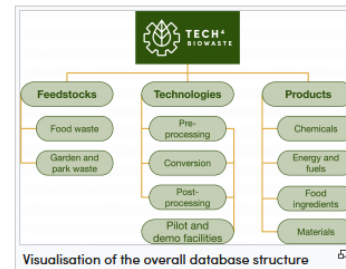 TECH⁴
BIOWASTE
Feedstocks
Technologies
Products
Food waste
Garden and
park waste
Pre-
processing
Conversion
Post-
processing
Pilot and
demo facilities
Chemicals
Energy and
fuels
Food
ingredients
Materials
Visualisation of the overall database structure